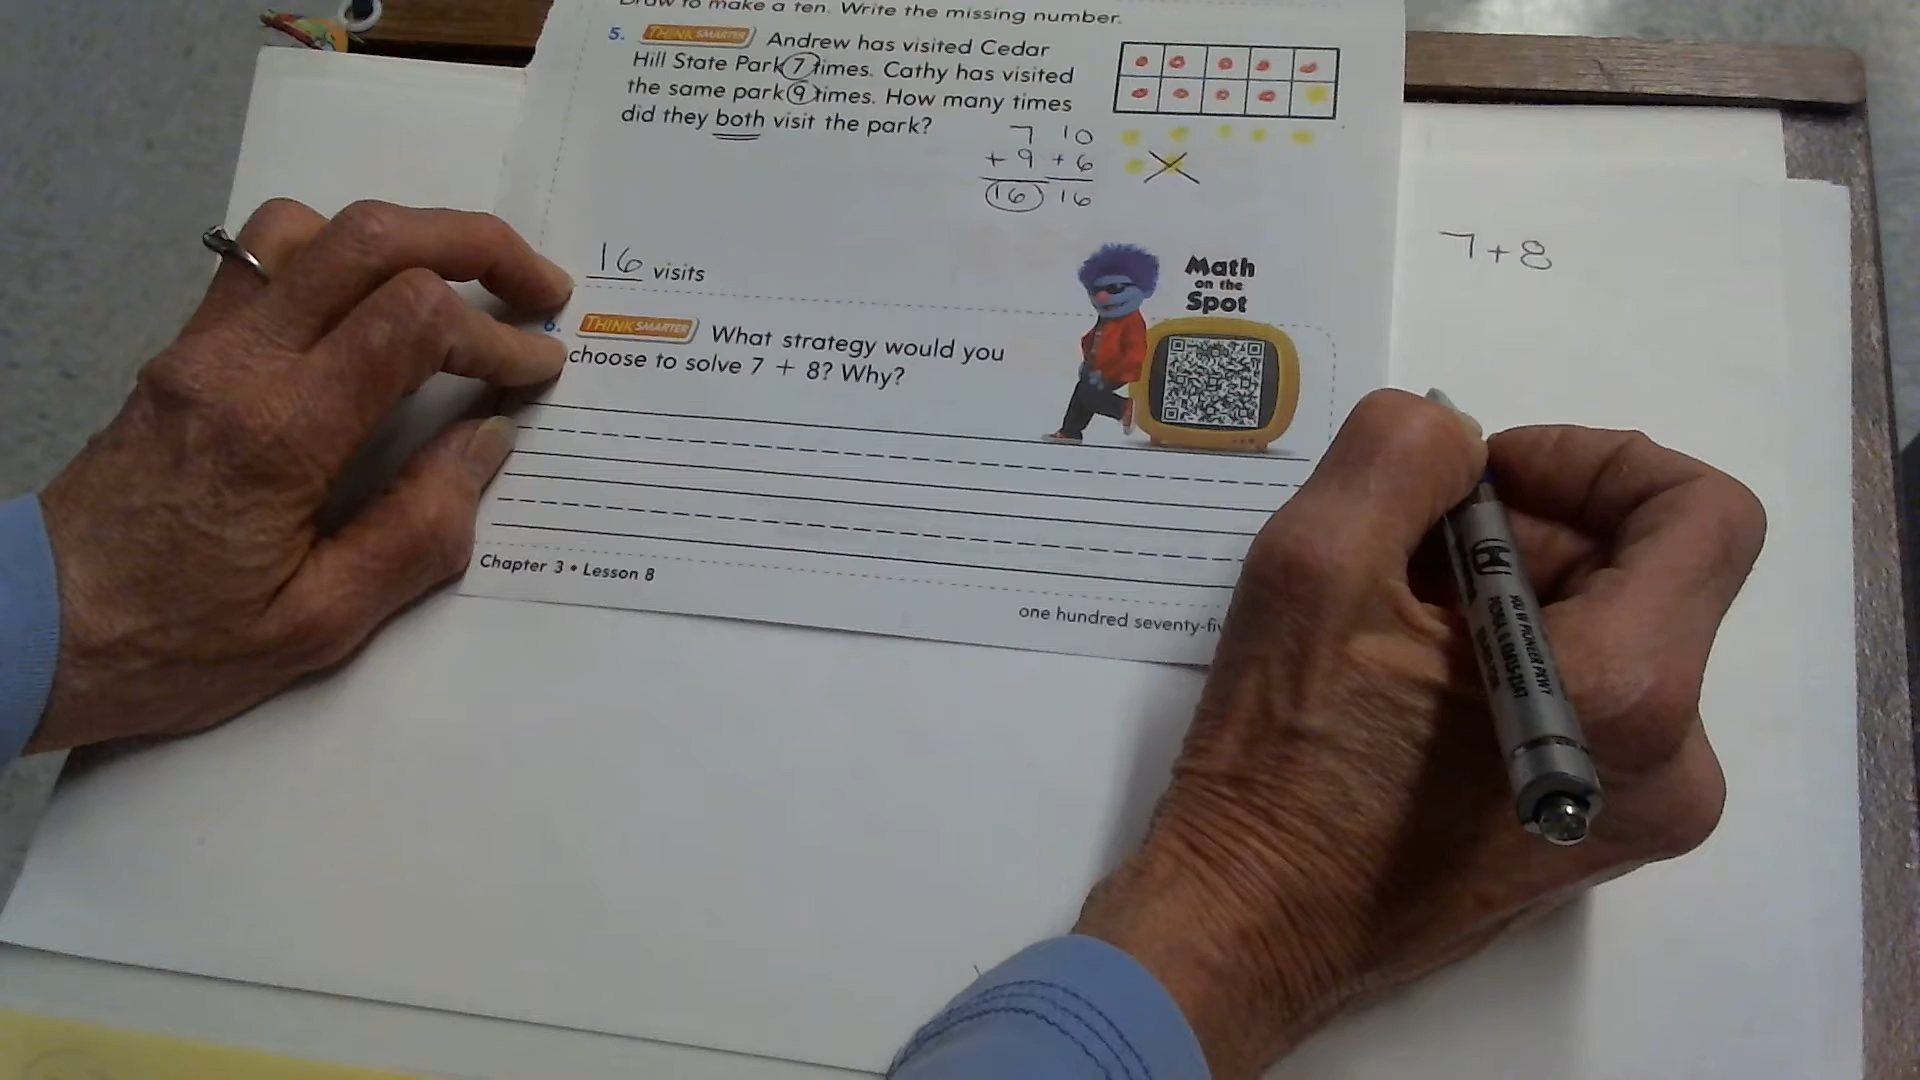 Draw to make a ten. Write the missing number.
5. THINK SMARTER Andrew has visited Cedar
Hill State Park 7 times. Cathy has visited
the same park 9 times. How many times
did they both visit the park?
7 10
+ 9 + 6
16 16
16 visits
Math
on the
Spot
7 + 8
6. THINK SMARTER What strategy would you
choose to solve 7 + 8? Why?
Chapter 3 • Lesson 8
one hundred seventy-fi